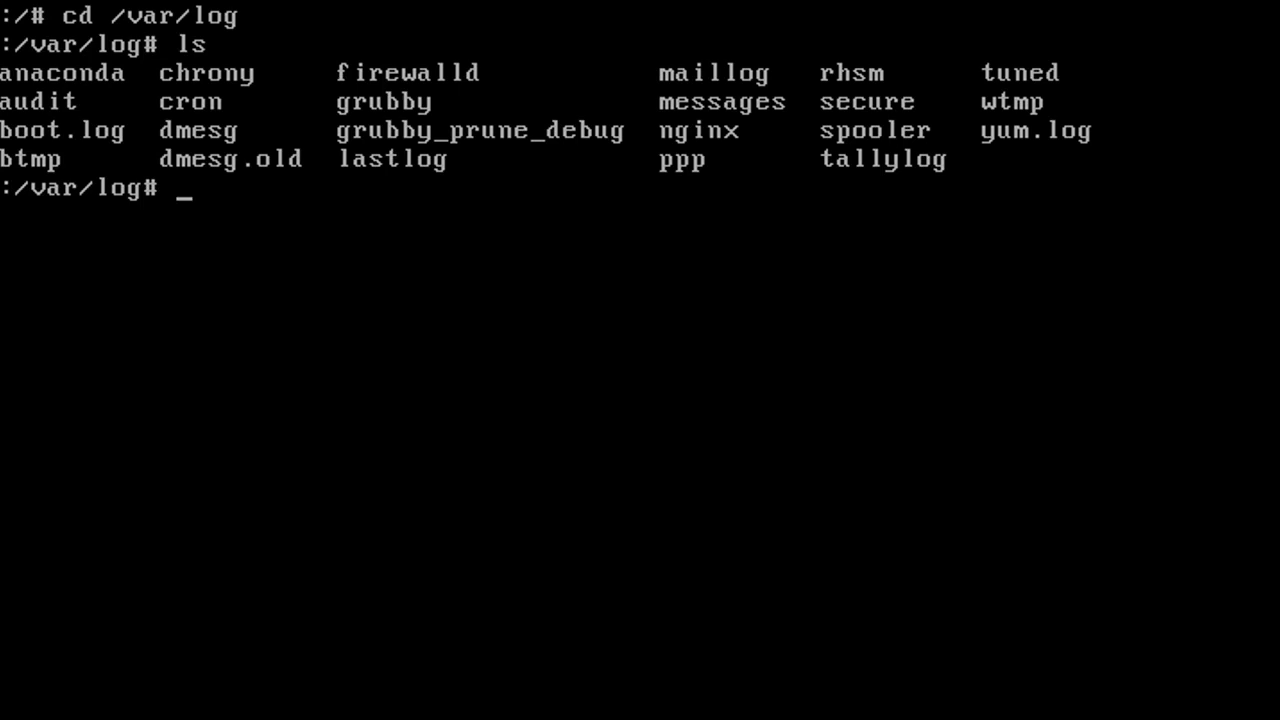 :/# cd /var/log
:/var/log# ls
anaconda  chrony     firewalld            maillog   rhsm      tuned
audit     cron       grubby               messages  secure    wtmp
boot.log  dmesg      grubby_prune_debug  nginx     spooler   yum.log
btmp      dmesg.old  lastlog              ppp       tallylog
:/var/log# _